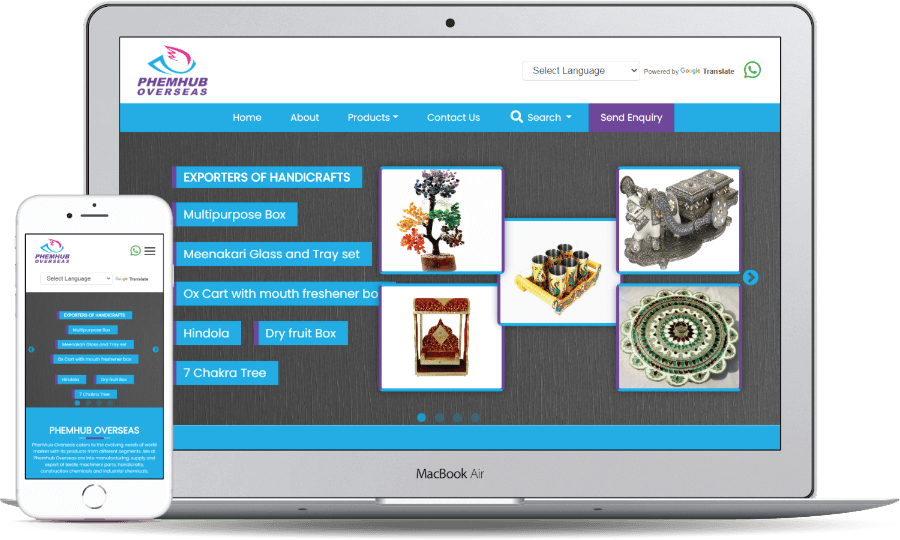 PHEMHUB
OVERSEAS
Select Language
Powered by Google Translate
Home
About
Products
Contact Us
Search
Send Enquiry
EXPORTERS OF HANDICRAFTS
Multipurpose Box
Meenakari Glass and Tray set
Ox Cart with mouth freshener bo
Hindola
Dry fruit Box
7 Chakra Tree
MacBook Air
PHEMHUB
OVERSEAS
Select Language
Google Translate
EXPORTERS OF HANDICRAFTS
Multipurpose Box
Meenakari Glass and Tray set
Ox Cart with mouth freshener box
Hindola
Dry fruit Box
7 Chakra Tree
PHEMHUB OVERSEAS
Phemhub Overseas caters to the evolving needs of world
market with its products from different segments. We at
Phemhub Overseas are into manufacturing, supply and
export of textile machinery parts, handicrafts,
construction chemicals and industrial chemicals.